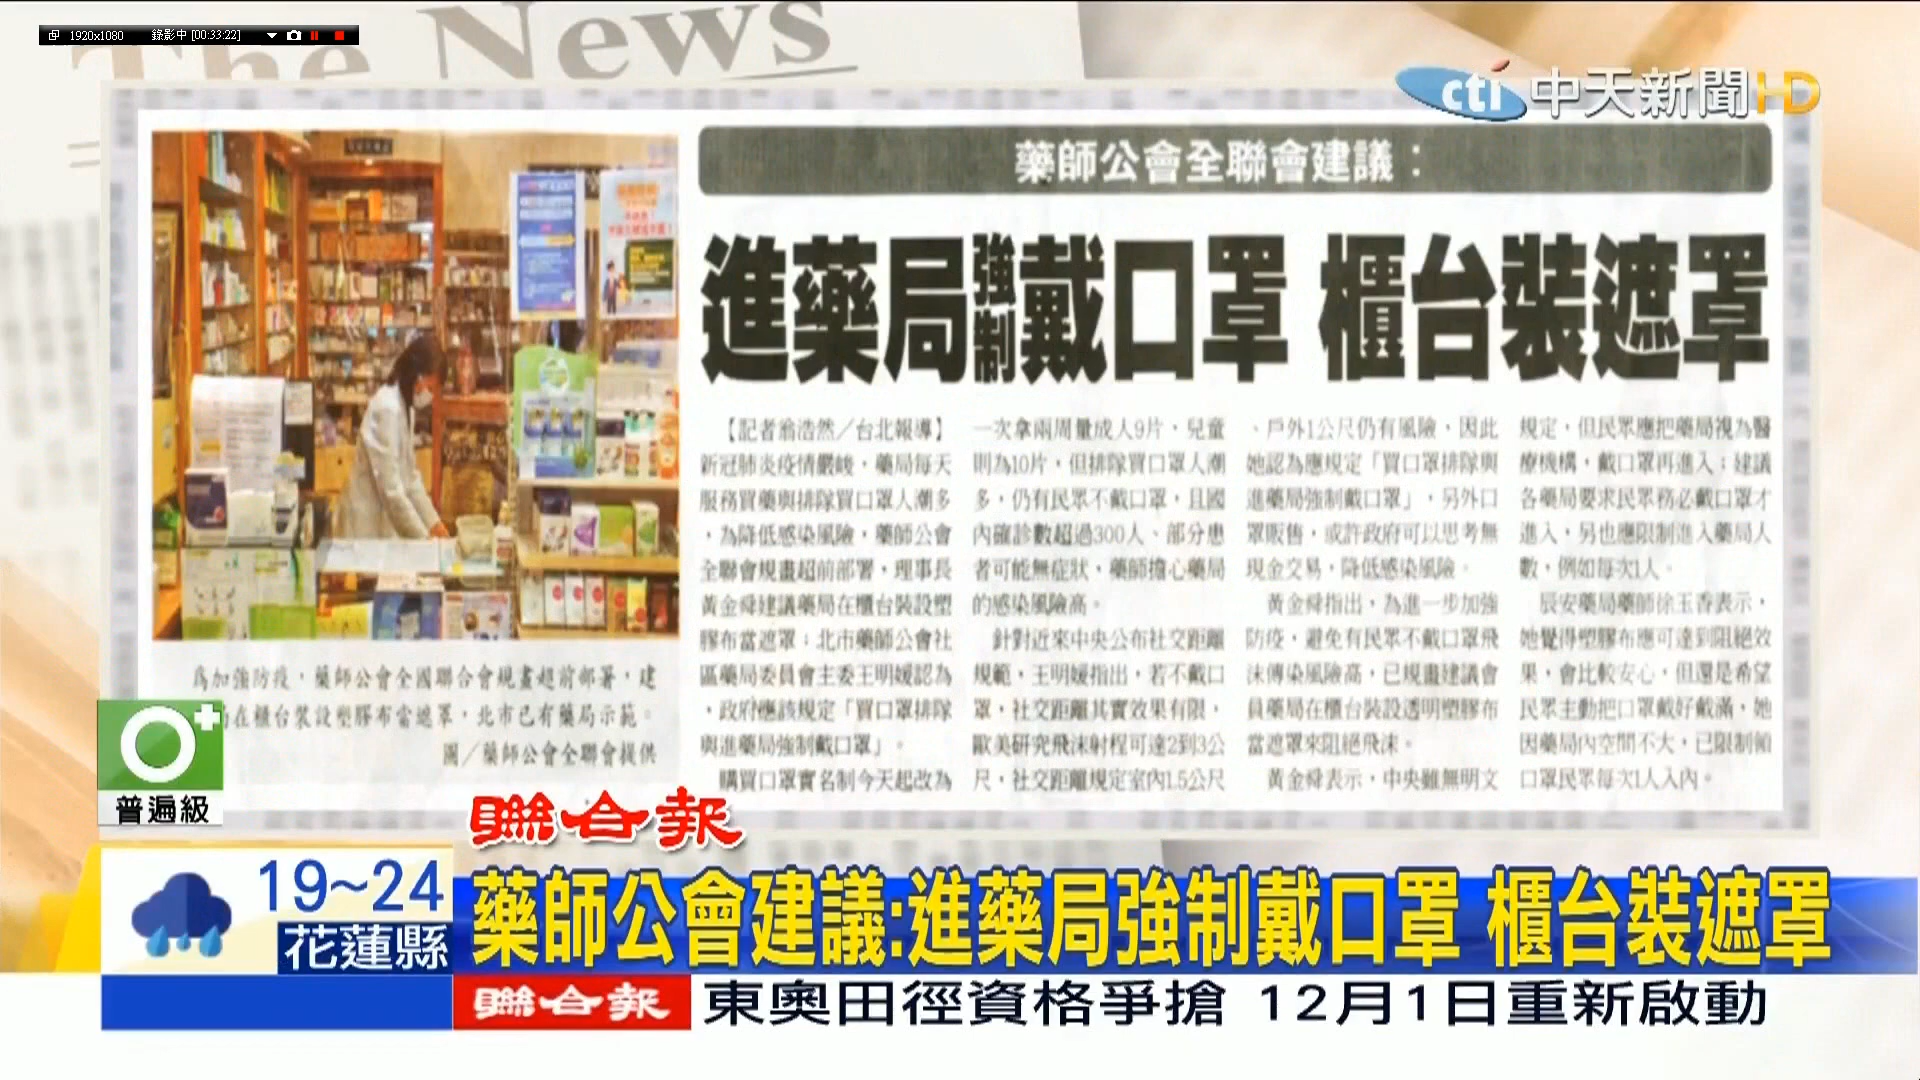 The News
1920x1080 錄影中 [00:33:22]
cti 中天新聞HD
藥師公會全聯會建議：
進藥局強制戴口罩 櫃台裝遮罩
【記者翁浩然／台北報導】
新冠肺炎疫情嚴峻，藥局每天
服務買藥與排隊買口罩人潮多
，為降低感染風險，藥師公會
全聯會規畫超前部署，理事長
黃金舜建議藥局在櫃台裝設塑
膠布當遮罩；北市藥師公會社
區藥局委員會主委王明媛認為
，政府應該規定「買口罩排隊
與進藥局強制戴口罩」。
購買口罩實名制今天起改為
一次拿兩周量成人9片，兒童
則為10片，但排隊買口罩人潮
多，仍有民眾不戴口罩，且國
內確診數超過300人、部分患
者可能無症狀，藥師擔心藥局
的感染風險高。
針對近來中央公布社交距離
規範，王明媛指出，若不戴口
罩，社交距離其實效果有限，
歐美研究飛沫射程可達2到3公
尺，社交距離規定室內1.5公尺
、戶外1公尺仍有風險，因此
她認為應規定「買口罩排隊與
進藥局強制戴口罩」，另外口
罩販售，或許政府可以思考無
現金交易，降低感染風險。
黃金舜指出，為進一步加強
防疫，避免有民眾不戴口罩飛
沫傳染風險高，已規畫建議會
員藥局在櫃台裝設透明塑膠布
當遮罩來阻絕飛沫。
黃金舜表示，中央雖無明文
規定，但民眾應把藥局視為醫
療機構，戴口罩再進入；建議
各藥局要求民眾務必戴口罩才
進入，另也應限制進入藥局人
數，例如每次1人。
辰安藥局藥師徐玉香表示，
她覺得塑膠布應可達到阻絕效
果，會比較安心，但還是希望
民眾主動把口罩戴好戴滿，她
因藥局內空間不大，已限制領
口罩民眾每次1人入內。
為加強防疫，藥師公會全國聯合會規畫超前部署，建
在櫃台裝設塑膠布當遮罩，北市已有藥局示範。
圖／藥師公會全聯會提供
普遍級
聯合報
19~24
花蓮縣
藥師公會建議:進藥局強制戴口罩 櫃台裝遮罩
聯合報 東奧田徑資格爭搶 12月1日重新啟動